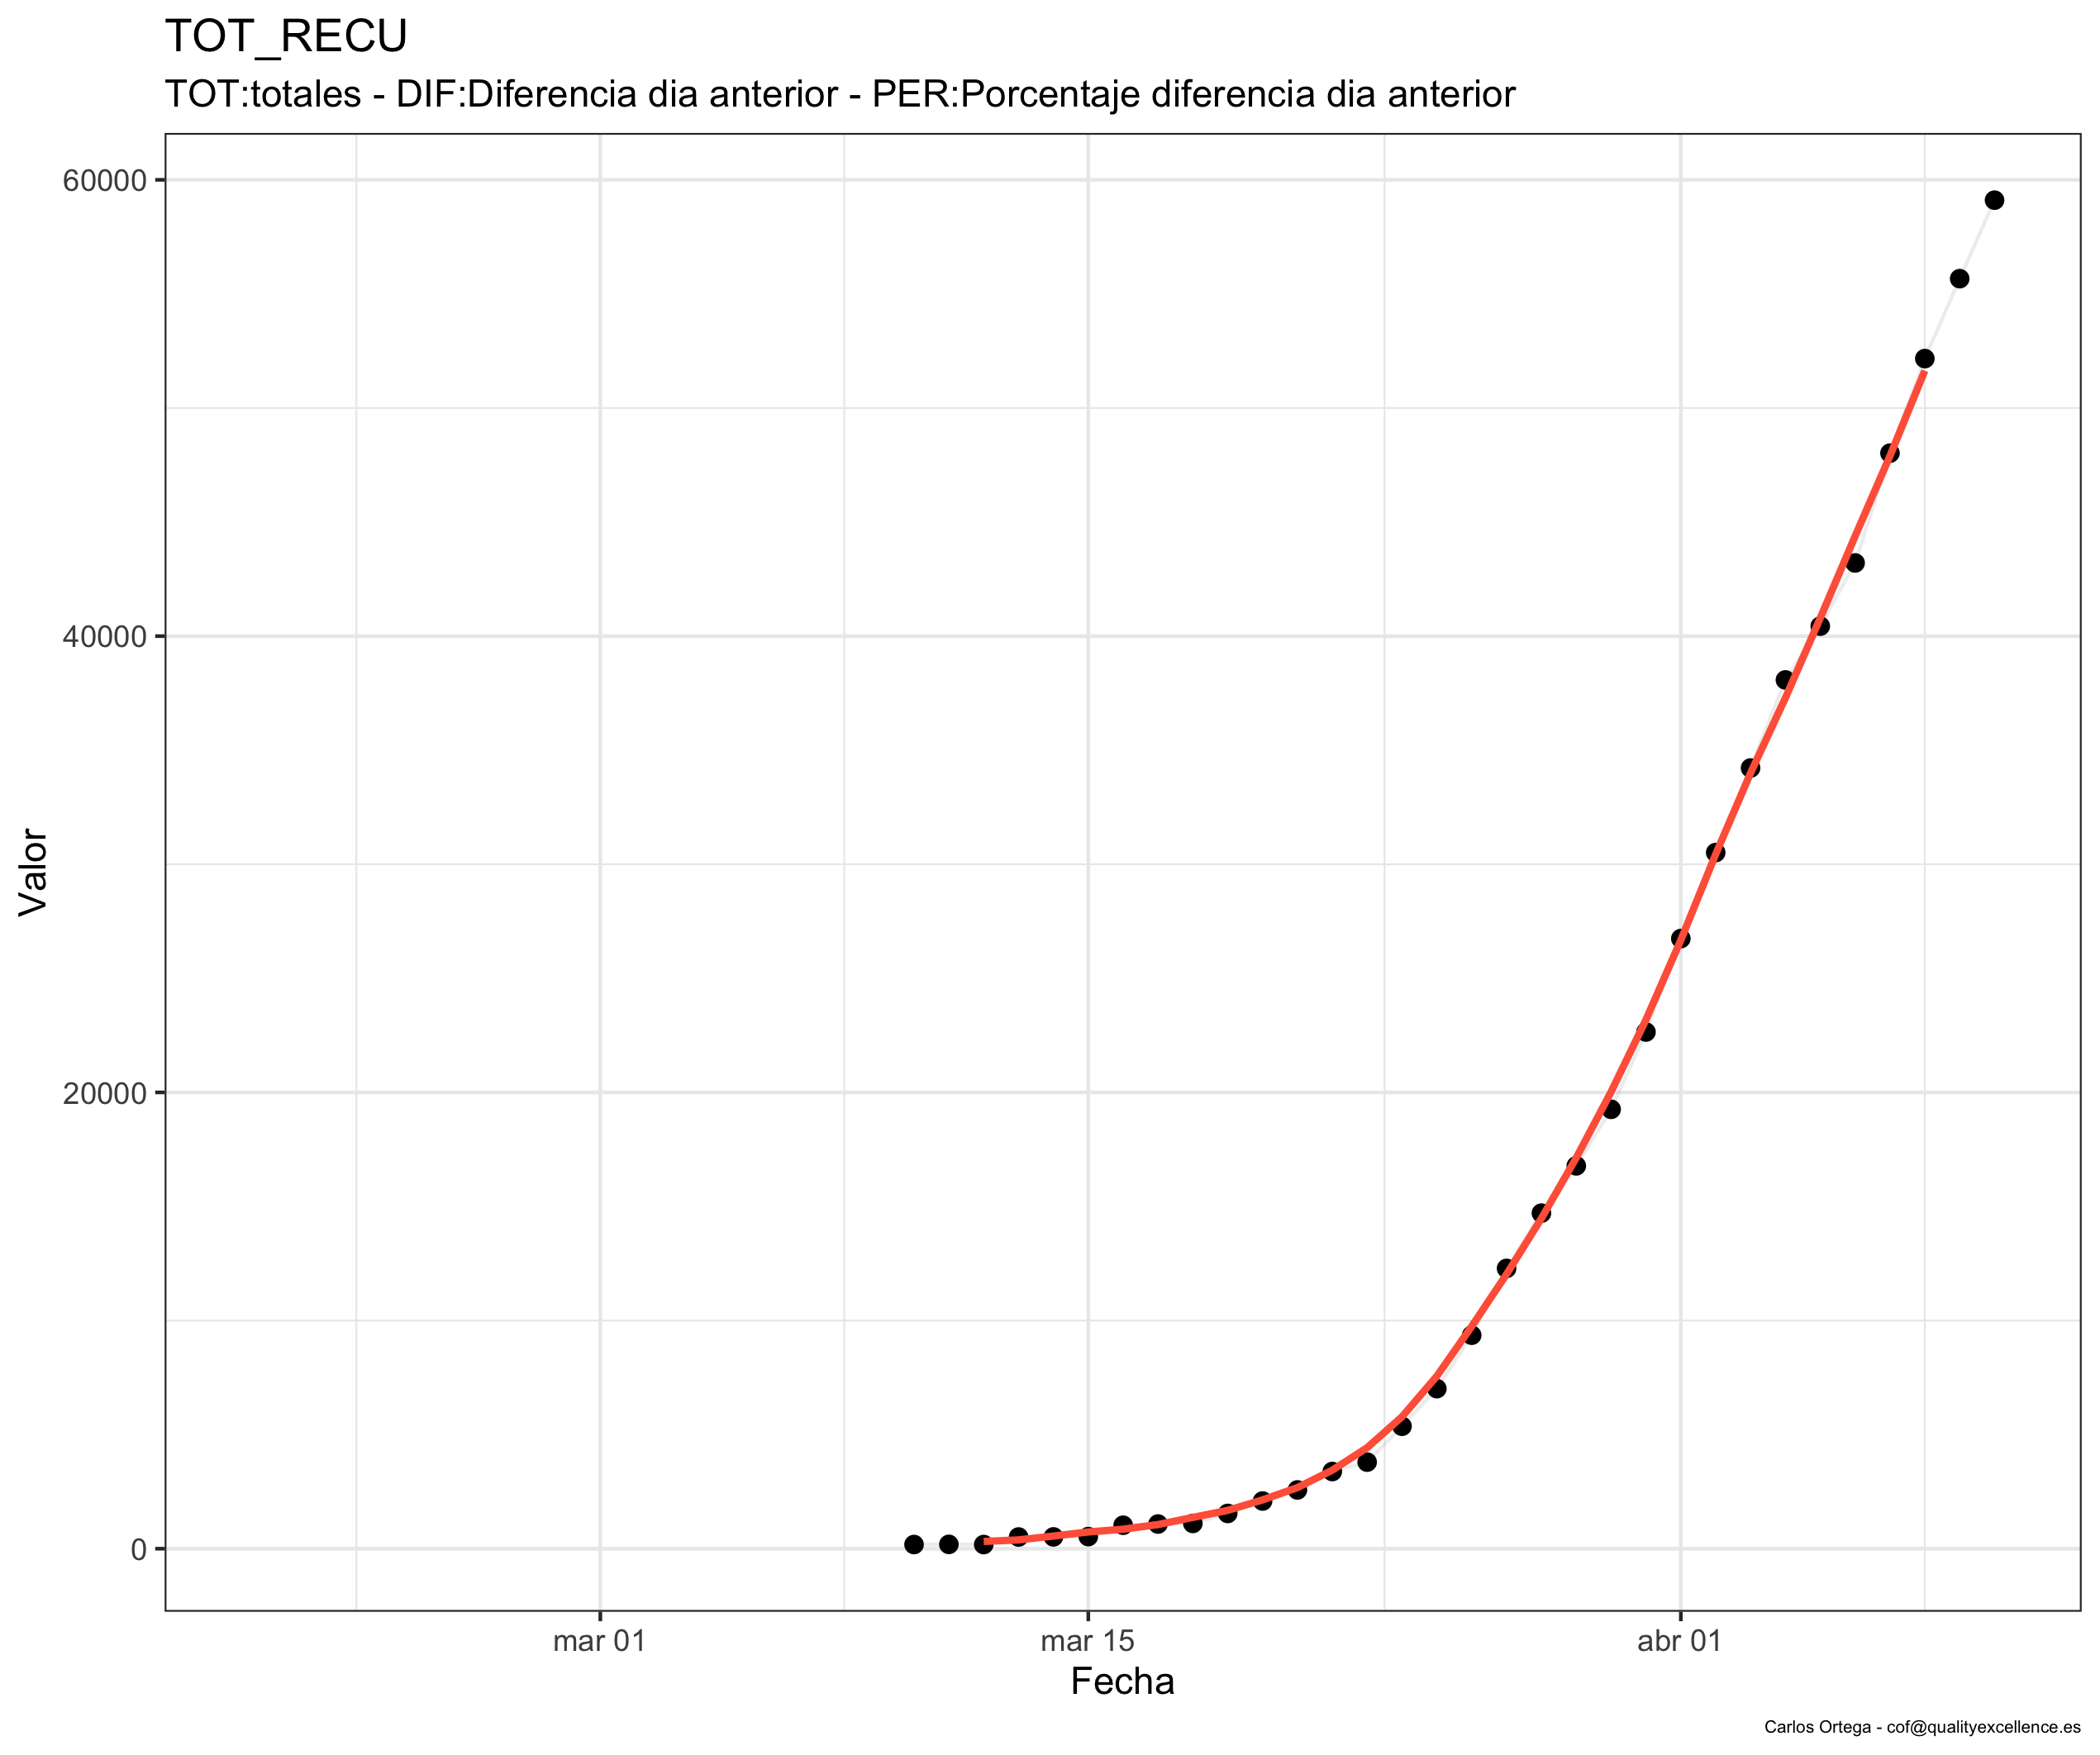 TOT_RECU
TOT:totales - DIF:Diferencia dia anterior - PER:Porcentaje diferencia dia anterior
60000
40000
20000
0
Valor
mar 01
mar 15
abr 01
Fecha
Carlos Ortega - cof@qualityexcellence.es